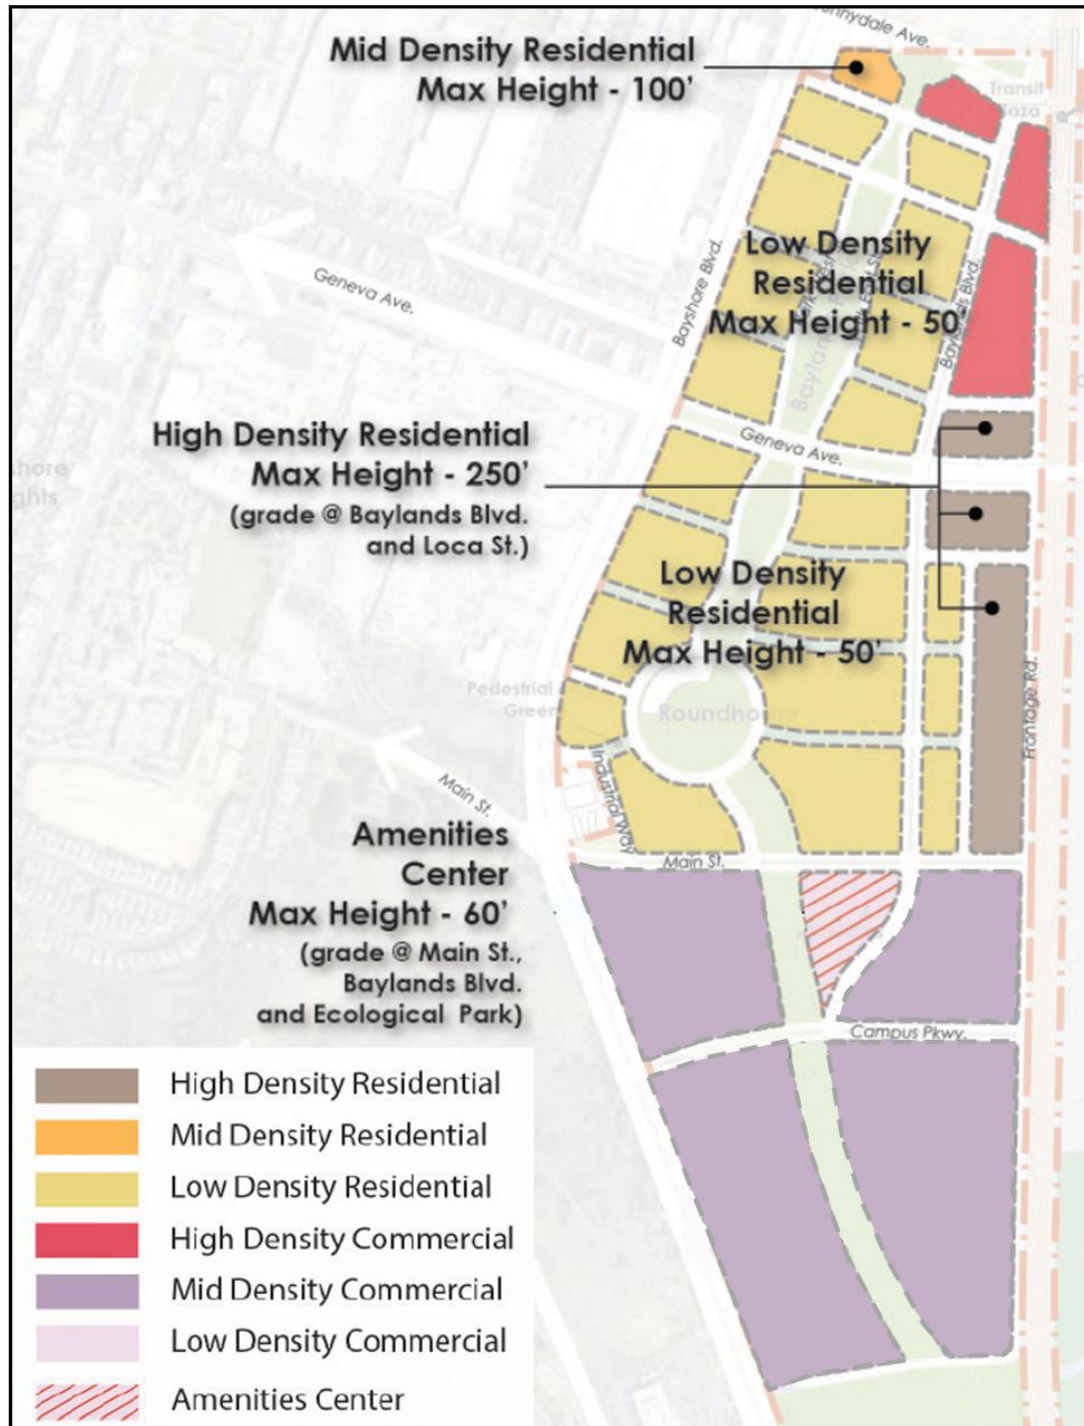 Sunnydale Ave.
Mid Density Residential
Max Height - 100'
Transit
Plaza
Low Density
Residential
Max Height - 50'
Bayshore Blvd.
Baylands Blvd.
Geneva Ave.
High Density Residential
Max Height - 250'
(grade @ Baylands Blvd.
and Loca St.)
Geneva Ave.
Low Density
Residential
Max Height - 50'
Pedestrial
Green
Roundhouse
Frontage Rd.
Industrial Way
Main St.
Main St.
Amenities
Center
Max Height - 60'
(grade @ Main St.,
Baylands Blvd.
and Ecological Park)
Campus Pkwy.
High Density Residential
Mid Density Residential
Low Density Residential
High Density Commercial
Mid Density Commercial
Low Density Commercial
Amenities Center